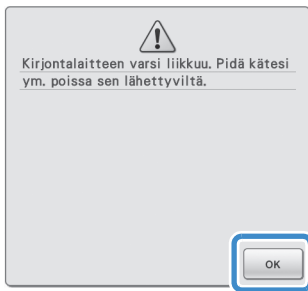 Kirjontalaitteen varsi liikkuu. Pidä kätesi
ym. poissa sen lähettyviltä.
OK